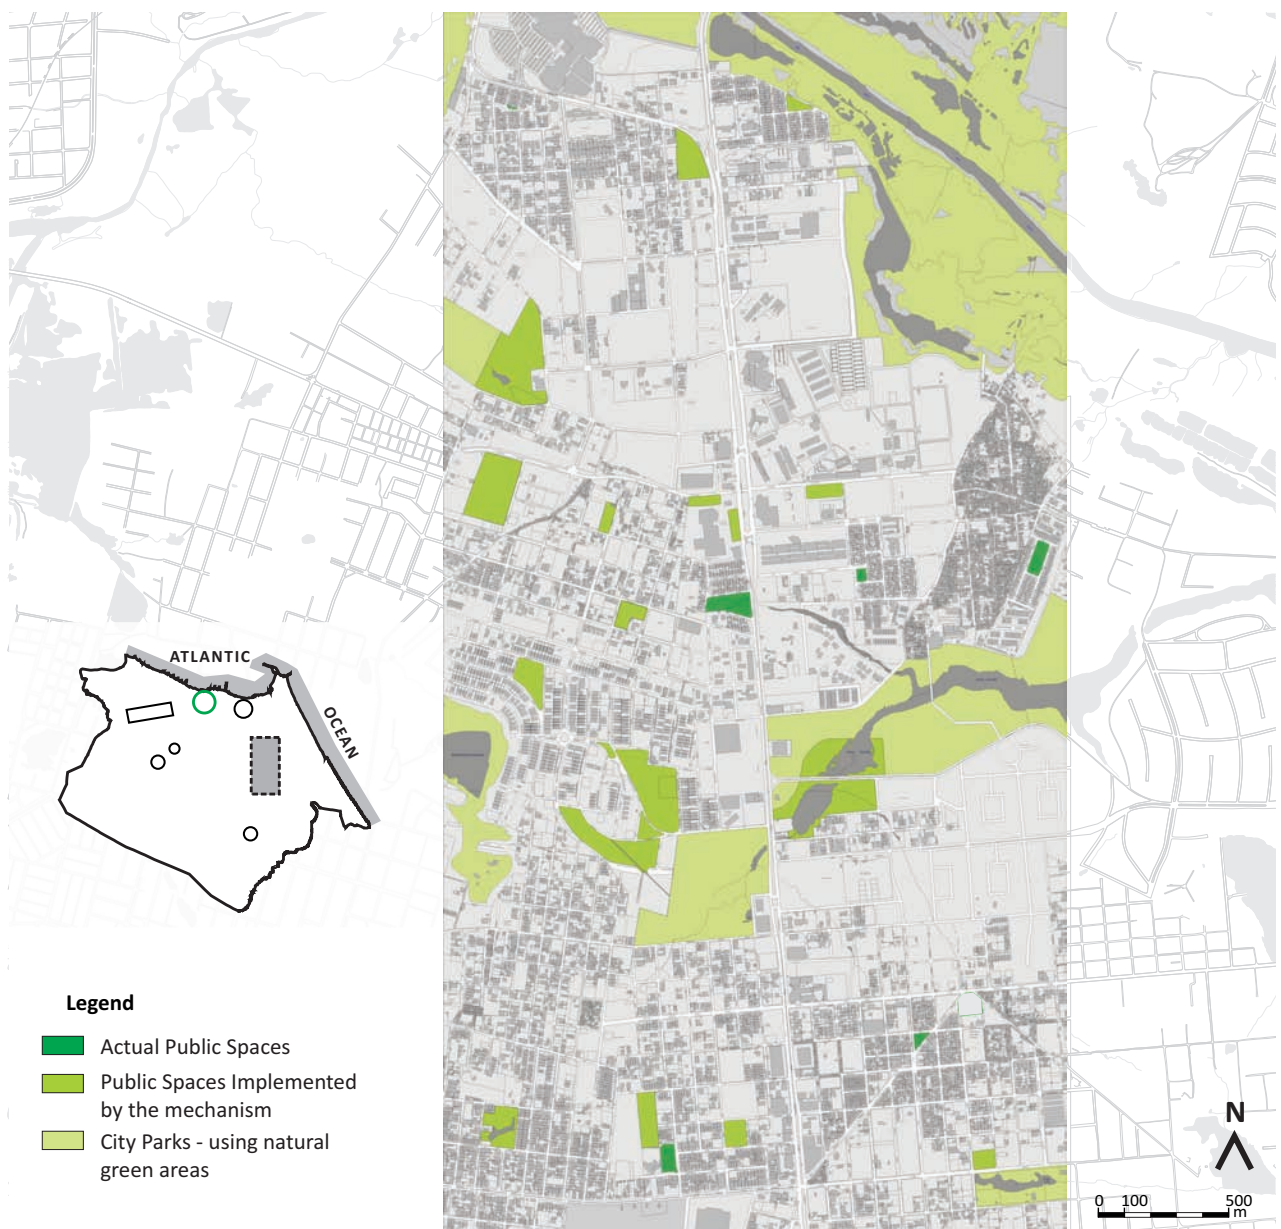 ATLANTIC
OCEAN
Legend
Actual Public Spaces
Public Spaces Implemented
by the mechanism
City Parks - using natural
green areas
N
0 100 500
m